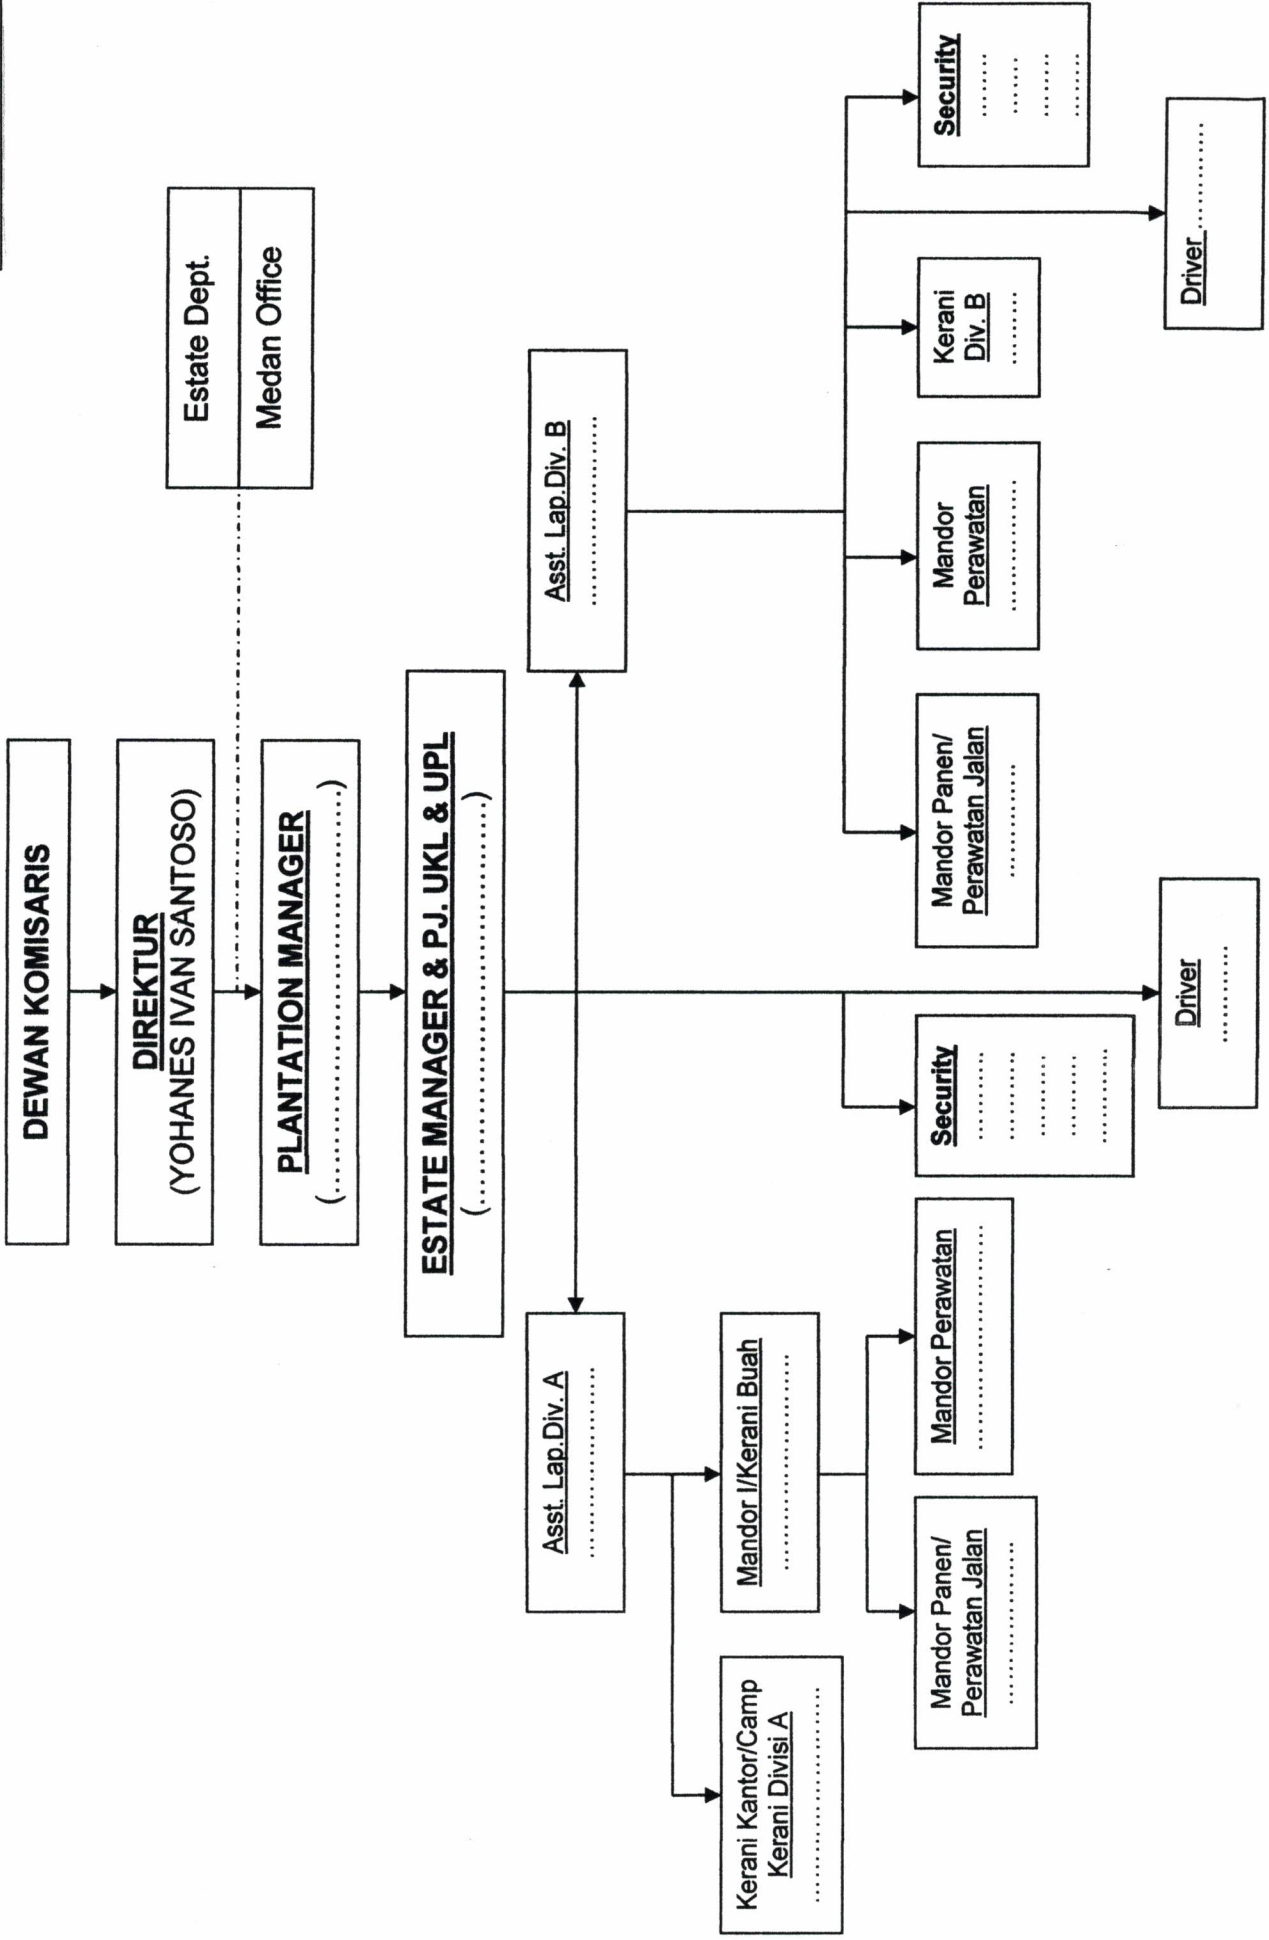 DEWAN KOMISARIS
DIREKTUR
(YOHANES IVAN SANTOSO)
Estate Dept.
Medan Office
PLANTATION MANAGER
(........................................)
ESTATE MANAGER & PJ. UKL & UPL
(........................................)
Asst. Lap.Div. A
..........................
Asst. Lap.Div. B
..........................
Kerani Kantor/Camp
Kerani Divisi A
..............................
Mandor I/Kerani Buah
..............................
Mandor Panen/
Perawatan Jalan
.......................
Mandor Perawatan
..............................
Security
............
............
..........
..........
.............
Driver
.............
Mandor Panen/
Perawatan Jalan
................
Mandor
Perawatan
..................
Kerani
Div. B
..........
Security
.........
........
.........
.........
Driver ...............